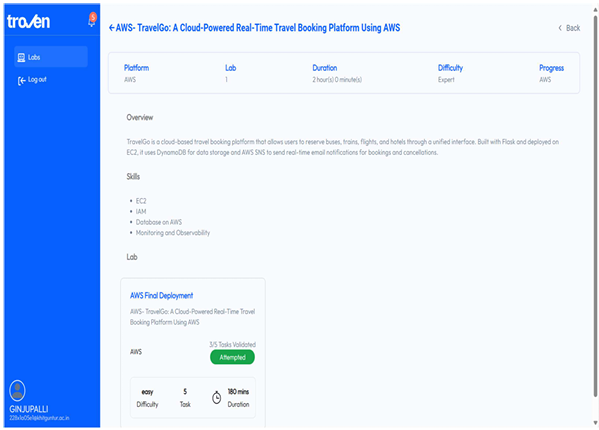 troven
5
Labs
Log out
AWS- TravelGo: A Cloud-Powered Real-Time Travel Booking Platform Using AWS
Back
Platform Lab Duration Difficulty Progress
AWS 1 2 hour(s) 0 minute(s) Expert AWS
Overview
TravelGo is a cloud-based travel booking platform that allows users to reserve buses, trains, flights, and hotels through a unified interface. Built with Flask and deployed on
EC2, it uses DynamoDB for data storage and AWS SNS to send real-time email notifications for bookings and cancellations.
Skills
EC2
IAM
Database on AWS
Monitoring and Observability
Lab
AWS Final Deployment
AWS- TravelGo: A Cloud-Powered Real-Time Travel
Booking Platform Using AWS
3/5 Tasks Validated
AWS
Attempted
easy 5 180 mins
Difficulty Task Duration
GINJUPALLI